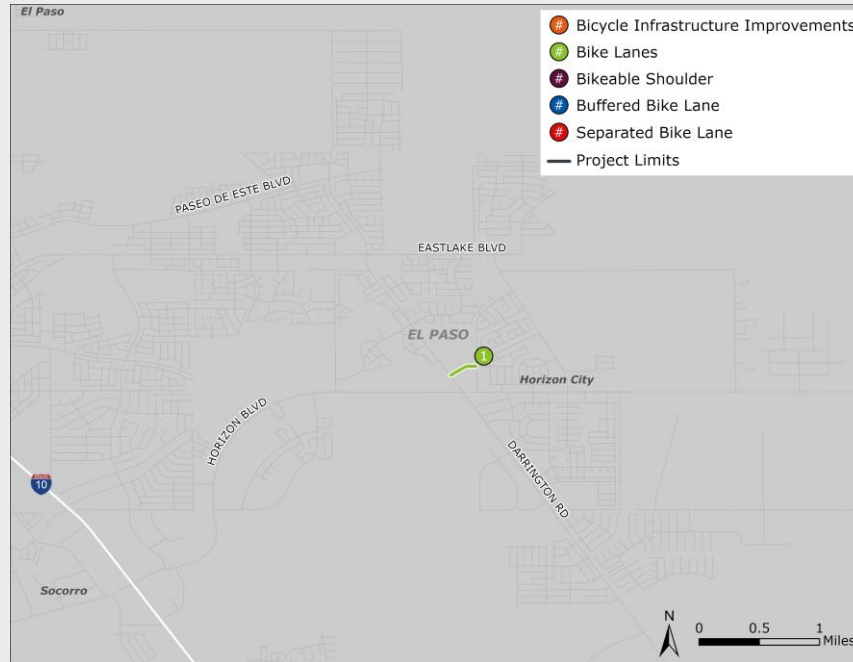 El Paso
# Bicycle Infrastructure Improvements
# Bike Lanes
# Bikeable Shoulder
# Buffered Bike Lane
# Separated Bike Lane
Project Limits
PASEO DE ESTE BLVD
EASTLAKE BLVD
EL PASO
1
Horizon City
HORIZON BLVD
DARRINGTON RD
10
Socorro
N
0 0.5 1
Miles